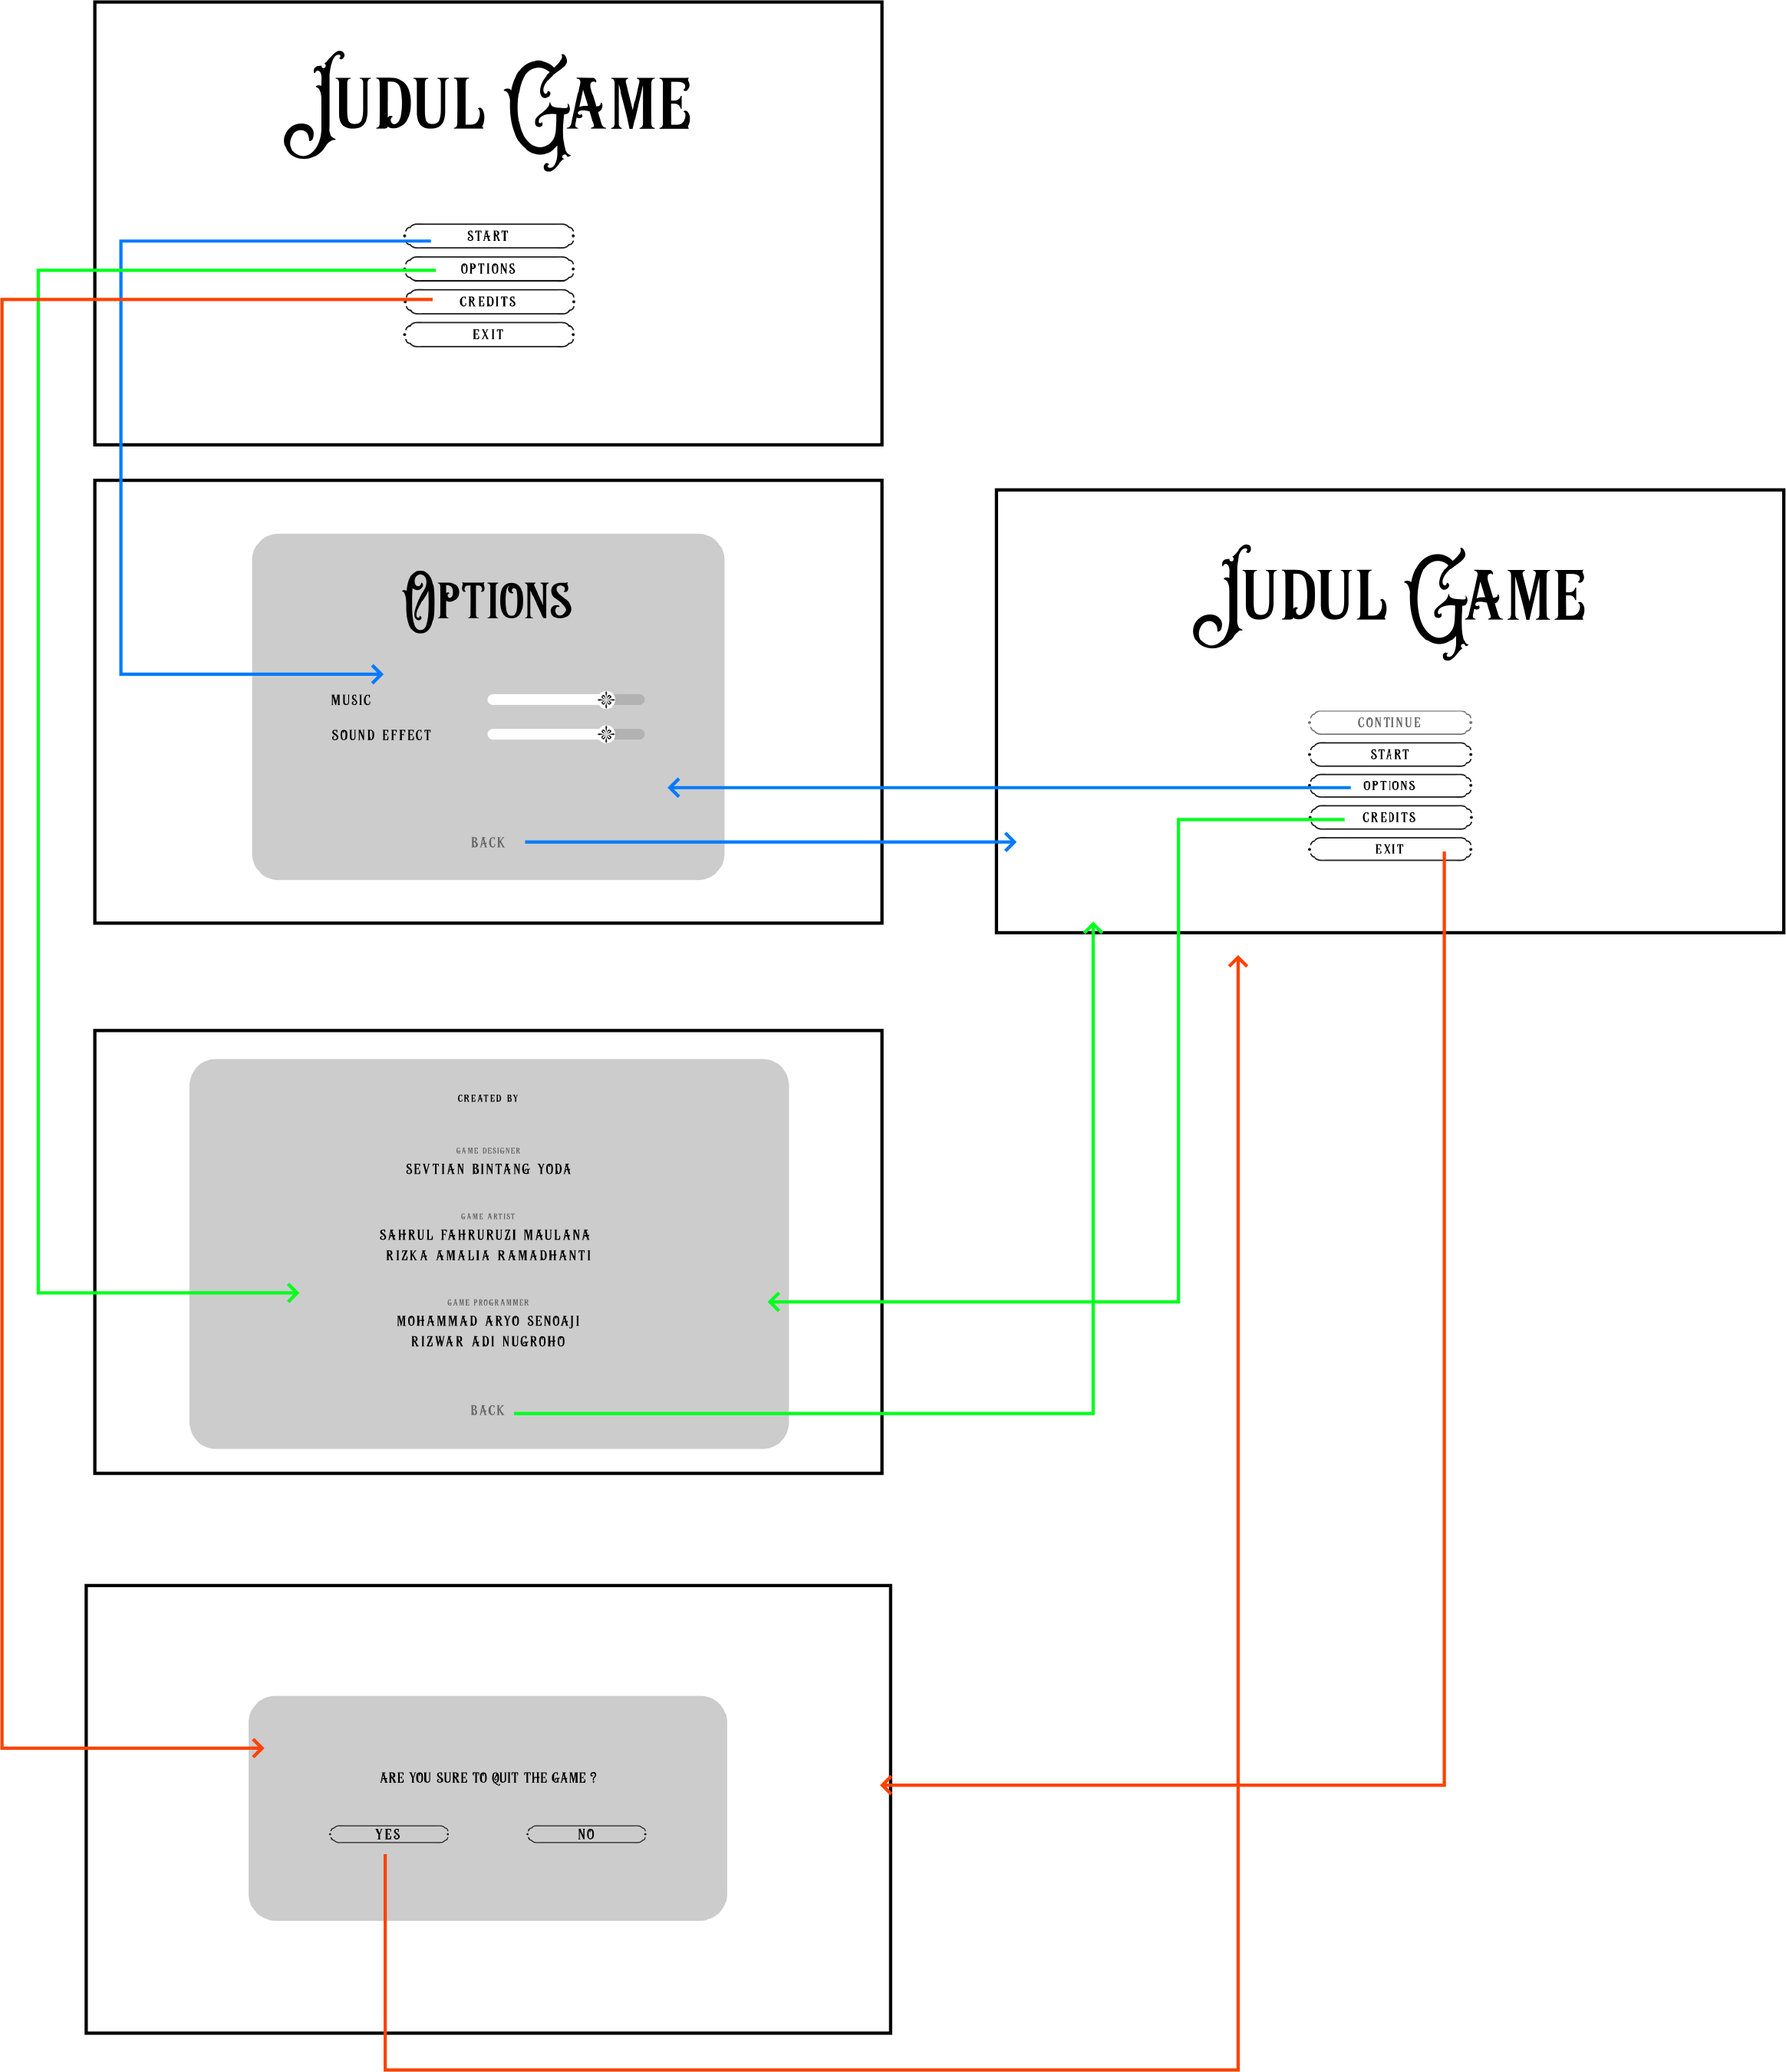 Judul Game
START
OPTIONS
CREDITS
EXIT
Options
MUSIC
SOUND EFFECT
BACK
Judul Game
CONTINUE
START
OPTIONS
CREDITS
EXIT
CREATED BY
GAME DESIGNER
SEVTIAN BINTANG YODA
GAME ARTIST
SAHRUL FAHRURUZI MAULANA
RIZKA AMALIA RAMADHANTI
GAME PROGRAMMER
MOHAMMAD ARYO SENOAJI
RIZWAR ADI NUGROHO
BACK
ARE YOU SURE TO QUIT THE GAME ?
YES
NO